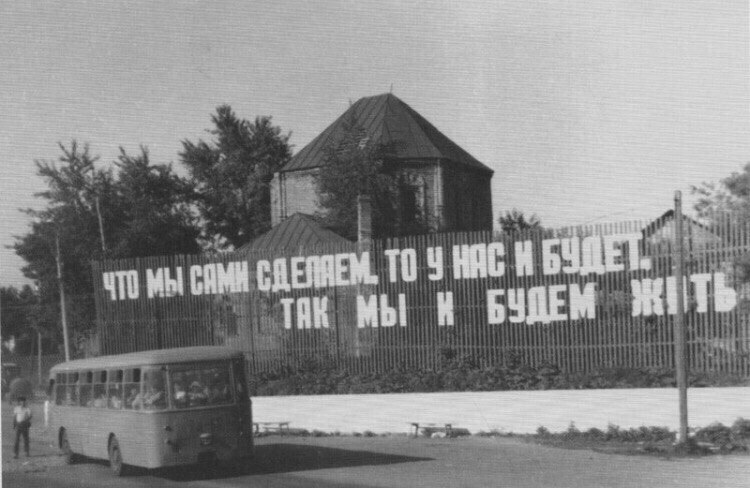 ЧТО МЫ САМИ СДЕЛАЕМ, ТО У НАС И БУДЕТ.
ТАК МЫ И БУДЕМ ЖИТЬ